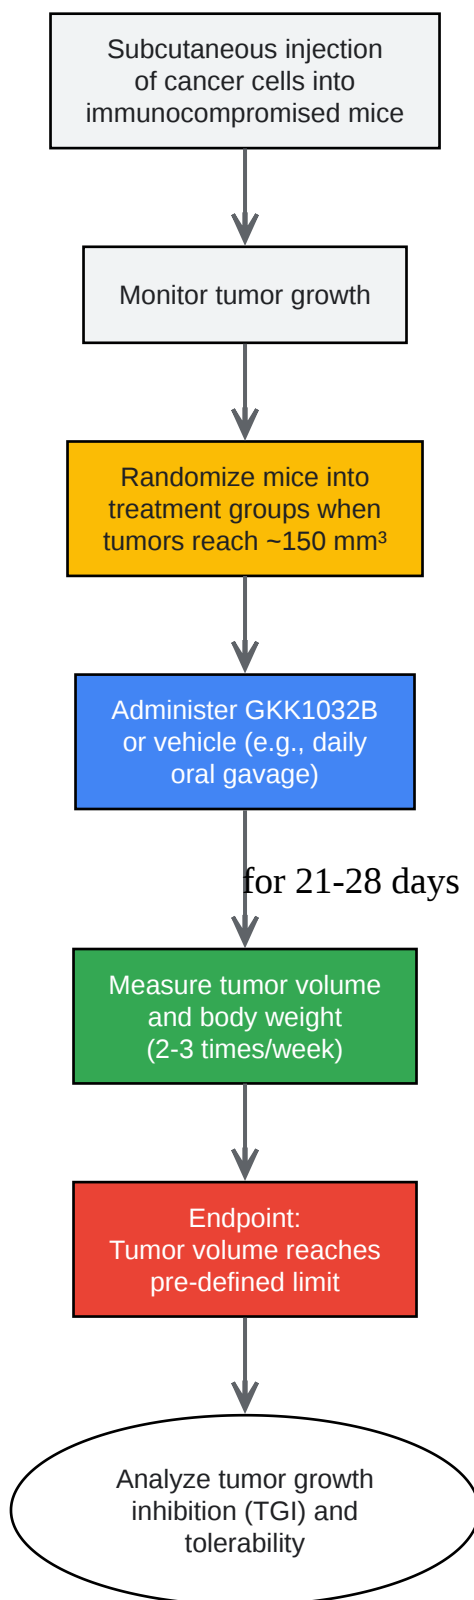 Subcutaneous injection
of cancer cells into
immunocompromised mice
Monitor tumor growth
Randomize mice into
treatment groups when
tumors reach ~150 mm³
Administer GKK1032B
or vehicle (e.g., daily
oral gavage)
for 21-28 days
Measure tumor volume
and body weight
(2-3 times/week)
Endpoint:
Tumor volume reaches
pre-defined limit
Analyze tumor growth
inhibition (TGI) and
tolerability